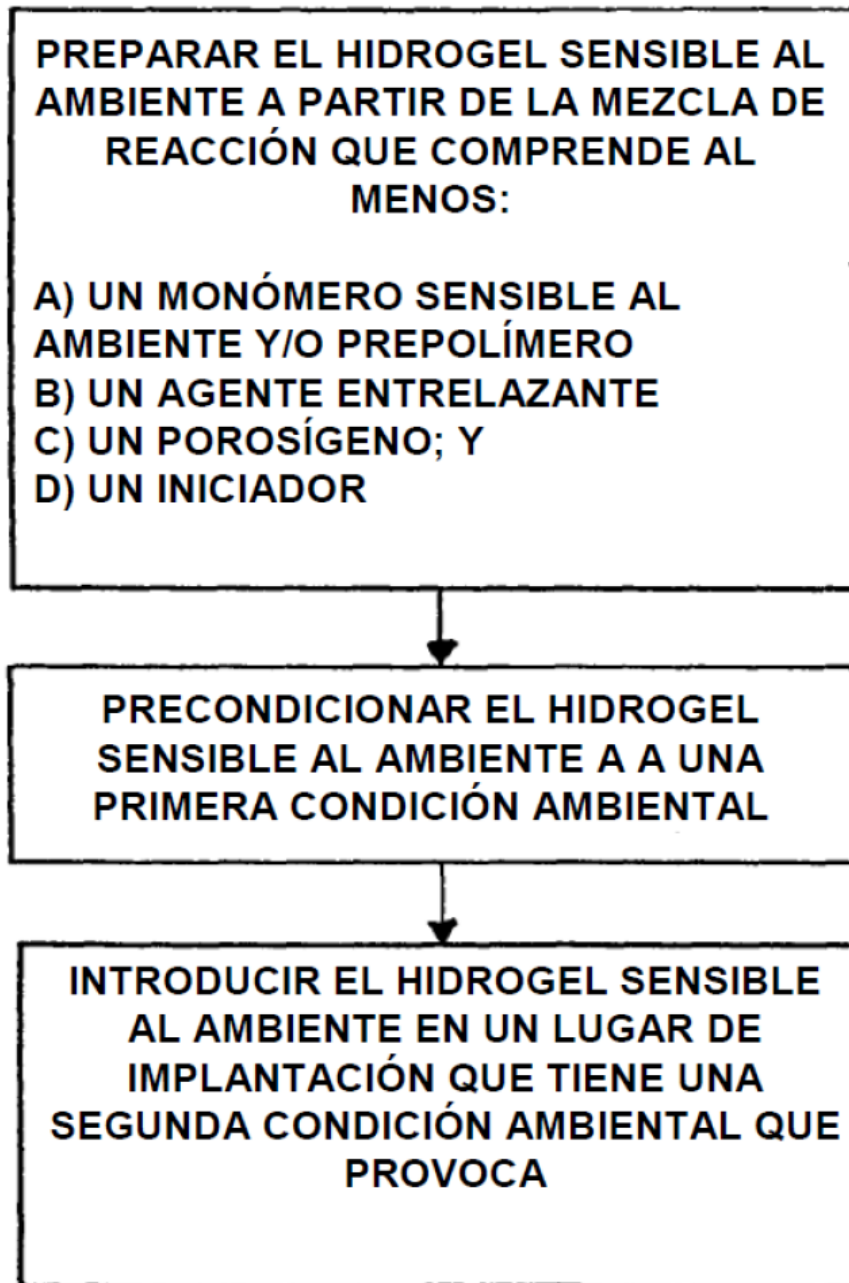 PREPARAR EL HIDROGEL SENSIBLE AL
AMBIENTE A PARTIR DE LA MEZCLA DE
REACCIÓN QUE COMPRENDE AL
MENOS:
A) UN MONÓMERO SENSIBLE AL
AMBIENTE Y/O PREPOLÍMERO
B) UN AGENTE ENTRELAZANTE
C) UN POROSÍGENO; Y
D) UN INICIADOR
PRECONDICIONAR EL HIDROGEL
SENSIBLE AL AMBIENTE A A UNA
PRIMERA CONDICIÓN AMBIENTAL
INTRODUCIR EL HIDROGEL SENSIBLE
AL AMBIENTE EN UN LUGAR DE
IMPLANTACIÓN QUE TIENE UNA
SEGUNDA CONDICIÓN AMBIENTAL QUE
PROVOCA